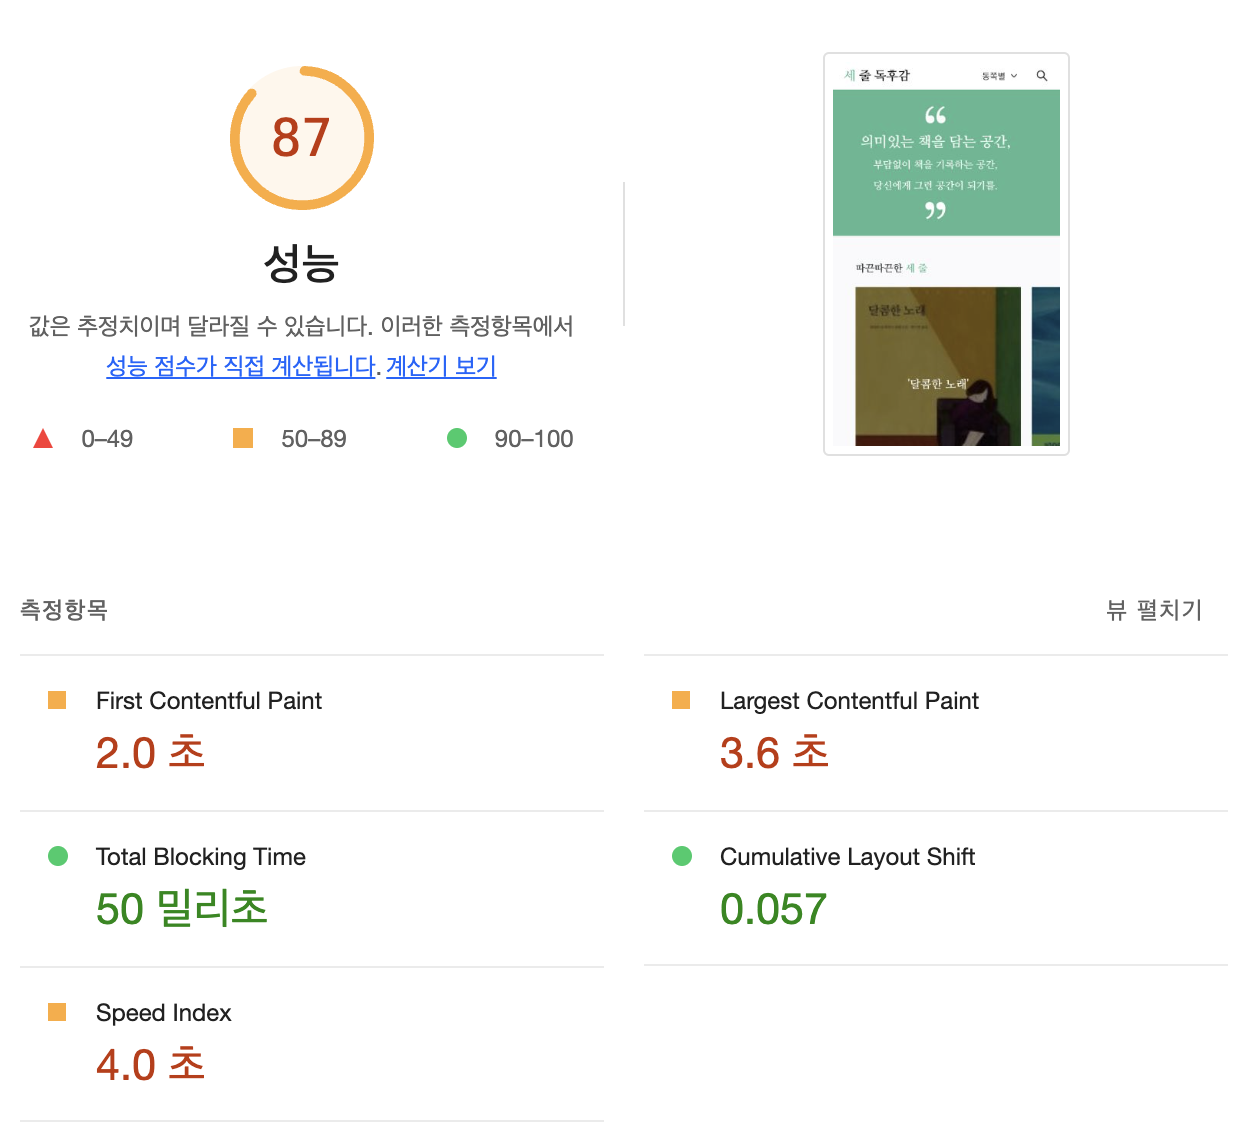 87
성능
값은 추정치이며 달라질 수 있습니다. 이러한 측정항목에서
성능 점수가 직접 계산됩니다. 계산기 보기
0–49
50–89
90–100
세 줄 독후감
동쪽별
“
의미있는 책을 담는 공간,
부담없이 책을 기록하는 공간,
당신에게 그런 공간이 되기를.
”
따끈따끈한 세 줄
달콤한 노래
'달콤한 노래'
측정항목
뷰 펼치기
First Contentful Paint
2.0 초
Largest Contentful Paint
3.6 초
Total Blocking Time
50 밀리초
Cumulative Layout Shift
0.057
Speed Index
4.0 초